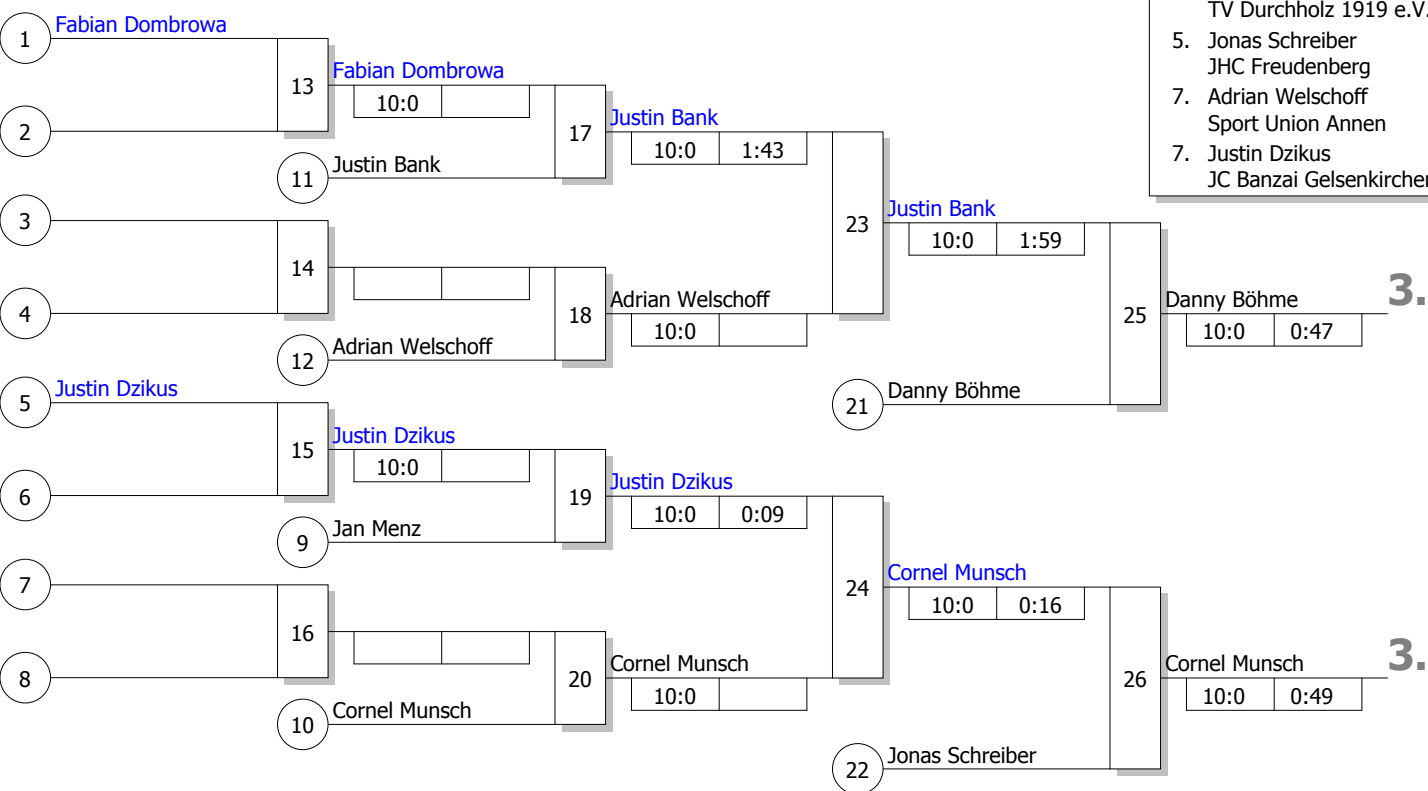 TV Durchholz 1919 e.V.
5. Jonas Schreiber
JHC Freudenberg
7. Adrian Welschoff
Sport Union Annen
7. Justin Dzikus
JC Banzai Gelsenkirchen
1 Fabian Dombrowa
13 Fabian Dombrowa
10:0
2
17 Justin Bank
10:0 1:43
11 Justin Bank
3
23 Justin Bank
10:0 1:59
14
4
18 Adrian Welschoff
10:0
12 Adrian Welschoff
25 Danny Böhme 3.
10:0 0:47
21 Danny Böhme
5 Justin Dzikus
15 Justin Dzikus
10:0
6
19 Justin Dzikus
10:0 0:09
9 Jan Menz
7
24 Cornel Munsch
10:0 0:16
16
8
20 Cornel Munsch
10:0
10 Cornel Munsch
26 Cornel Munsch 3.
10:0 0:49
22 Jonas Schreiber